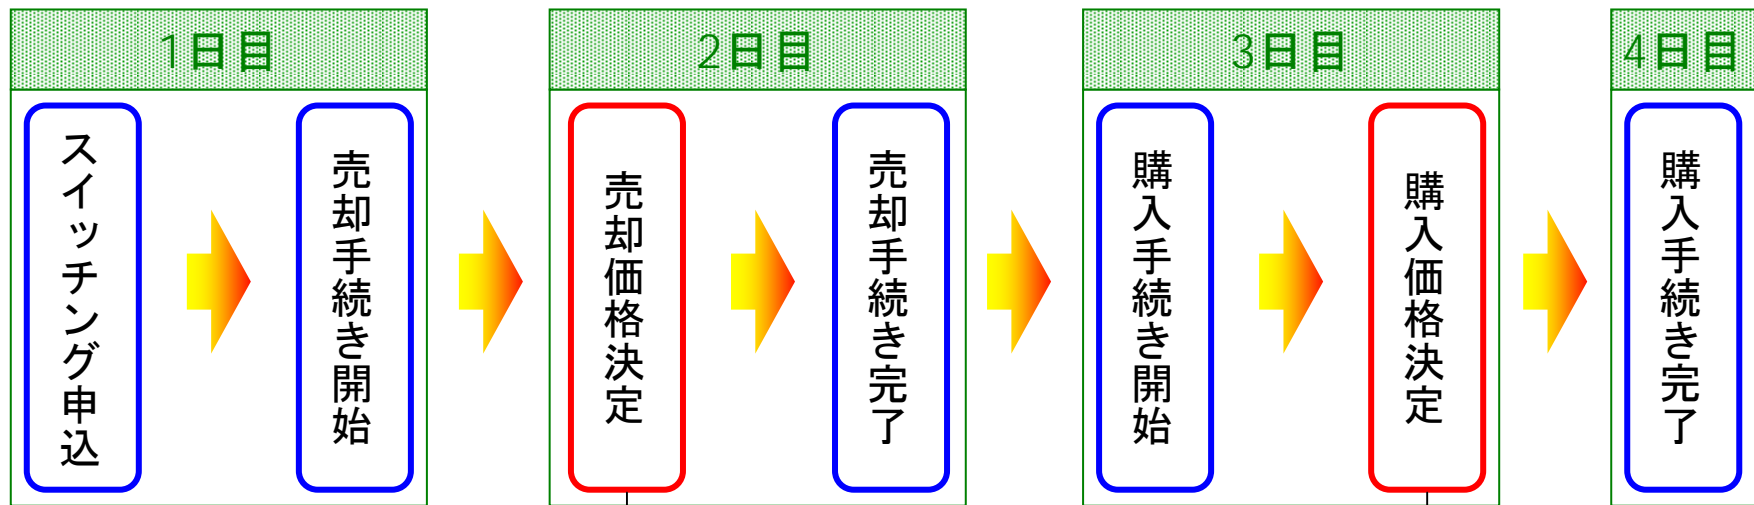 1日目
スイッチング申込
売却手続き開始
2日目
売却価格決定
売却手続き完了
3日目
購入手続き開始
購入価格決定
4日目
購入手続き完了